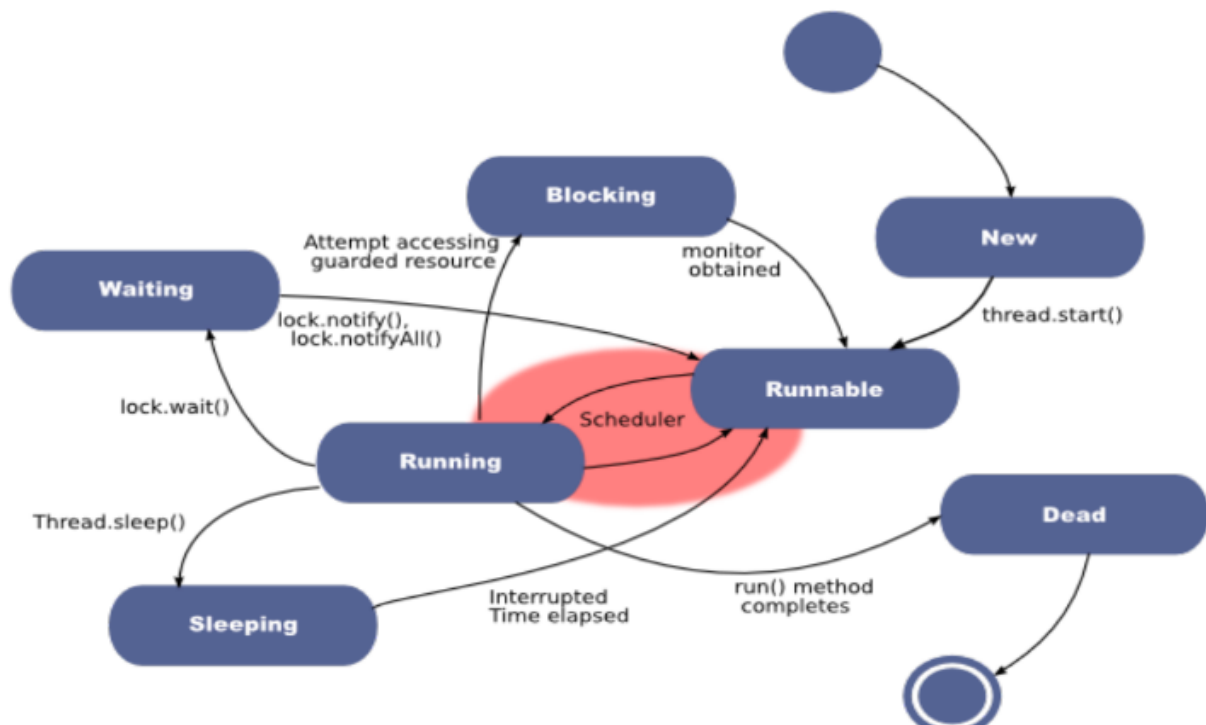 Blocking
Attempt accessing
guarded resource
monitor
obtained
New
Waiting
thread.start()
lock.notify(),
lock.notifyAll()
Runnable
lock.wait()
Scheduler
Running
Thread.sleep()
Dead
Interrupted
Time elapsed
run() method
completes
Sleeping